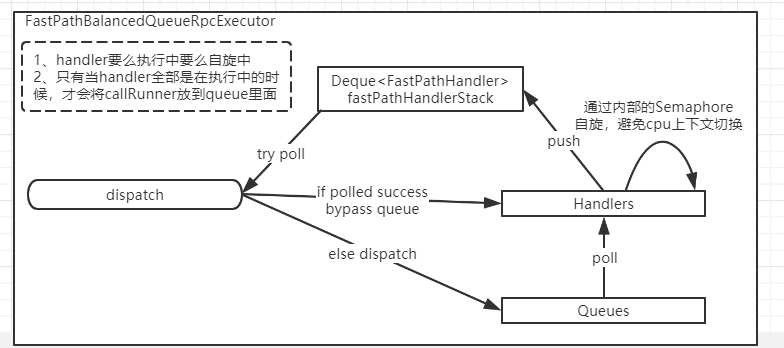 FastPathBalancedQueueRpcExecutor
1、handler要么执行中要么自旋中
2、只有当handler全部是在执行中的时
候，才会将callRunner放到queue里面
Deque<FastPathHandler>
fastPathHandlerStack
通过内部的Semaphore
自旋，避免cpu上下文切换
try poll
push
dispatch
if polled success
bypass queue
Handlers
else dispatch
poll
Queues